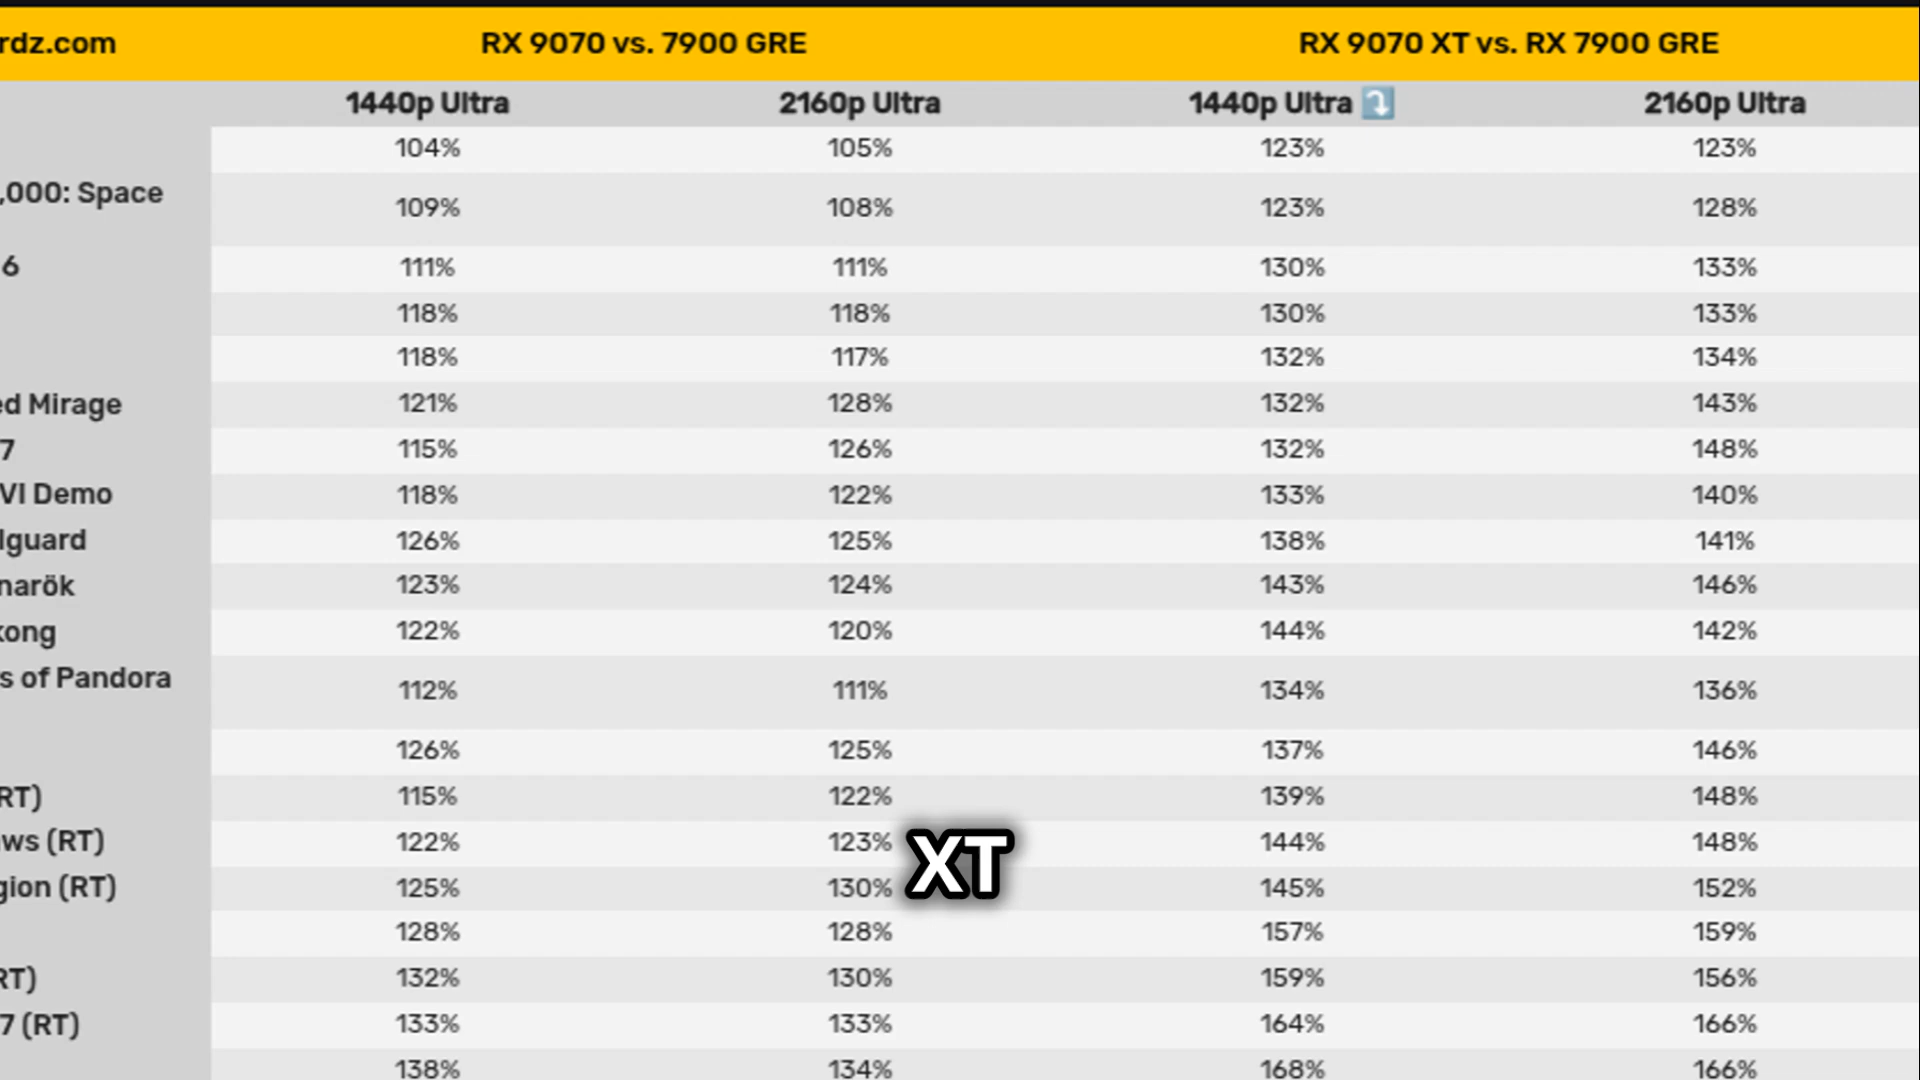 rdz.com RX 9070 vs. 7900 GRE RX 9070 XT vs. RX 7900 GRE
1440p Ultra 2160p Ultra 1440p Ultra ⤵️ 2160p Ultra
104% 105% 123% 123%
,000: Space 109% 108% 123% 128%
6 111% 111% 130% 133%
118% 118% 130% 133%
118% 117% 132% 134%
ed Mirage 121% 128% 132% 143%
7 115% 126% 132% 148%
VI Demo 118% 122% 133% 140%
lguard 126% 125% 138% 141%
narök 123% 124% 143% 146%
kong 122% 120% 144% 142%
s of Pandora 112% 111% 134% 136%
126% 125% 137% 146%
RT) 115% 122% 139% 148%
ws (RT) 122% 123% 144% 148%
XT
gion (RT) 125% 130% 145% 152%
128% 128% 157% 159%
RT) 132% 130% 159% 156%
7 (RT) 133% 133% 164% 166%
138% 134% 168% 166%